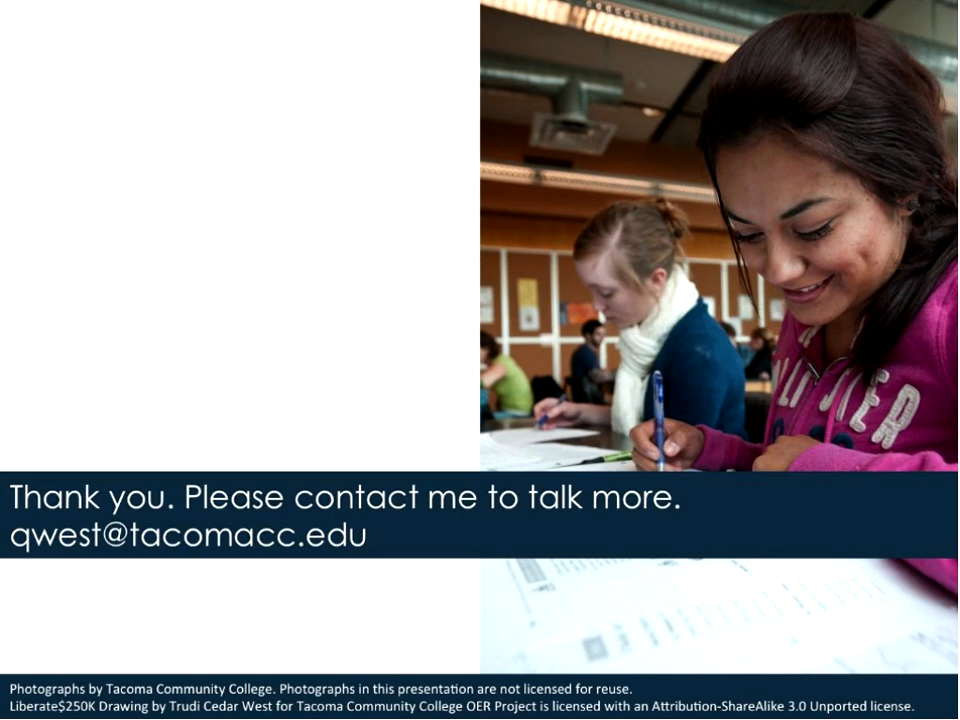 Thank you. Please contact me to talk more.
qwest@tacomacc.edu
Photographs by Tacoma Community College. Photographs in this presentation are not licensed for reuse.
Liberate$250K Drawing by Trudi Cedar West for Tacoma Community College OER Project is licensed with an Attribution-ShareAlike 3.0 Unported license.